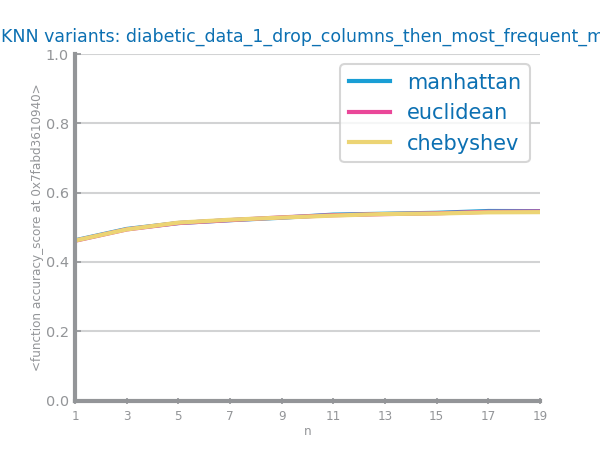 KNN variants: diabetic_data_1_drop_columns_then_most_frequent_m
1.0
0.8
0.6
0.4
0.2
0.0
<function accuracy_score at 0x7fabd3610940>
manhattan
euclidean
chebyshev
1 3 5 7 9 11 13 15 17 19
n